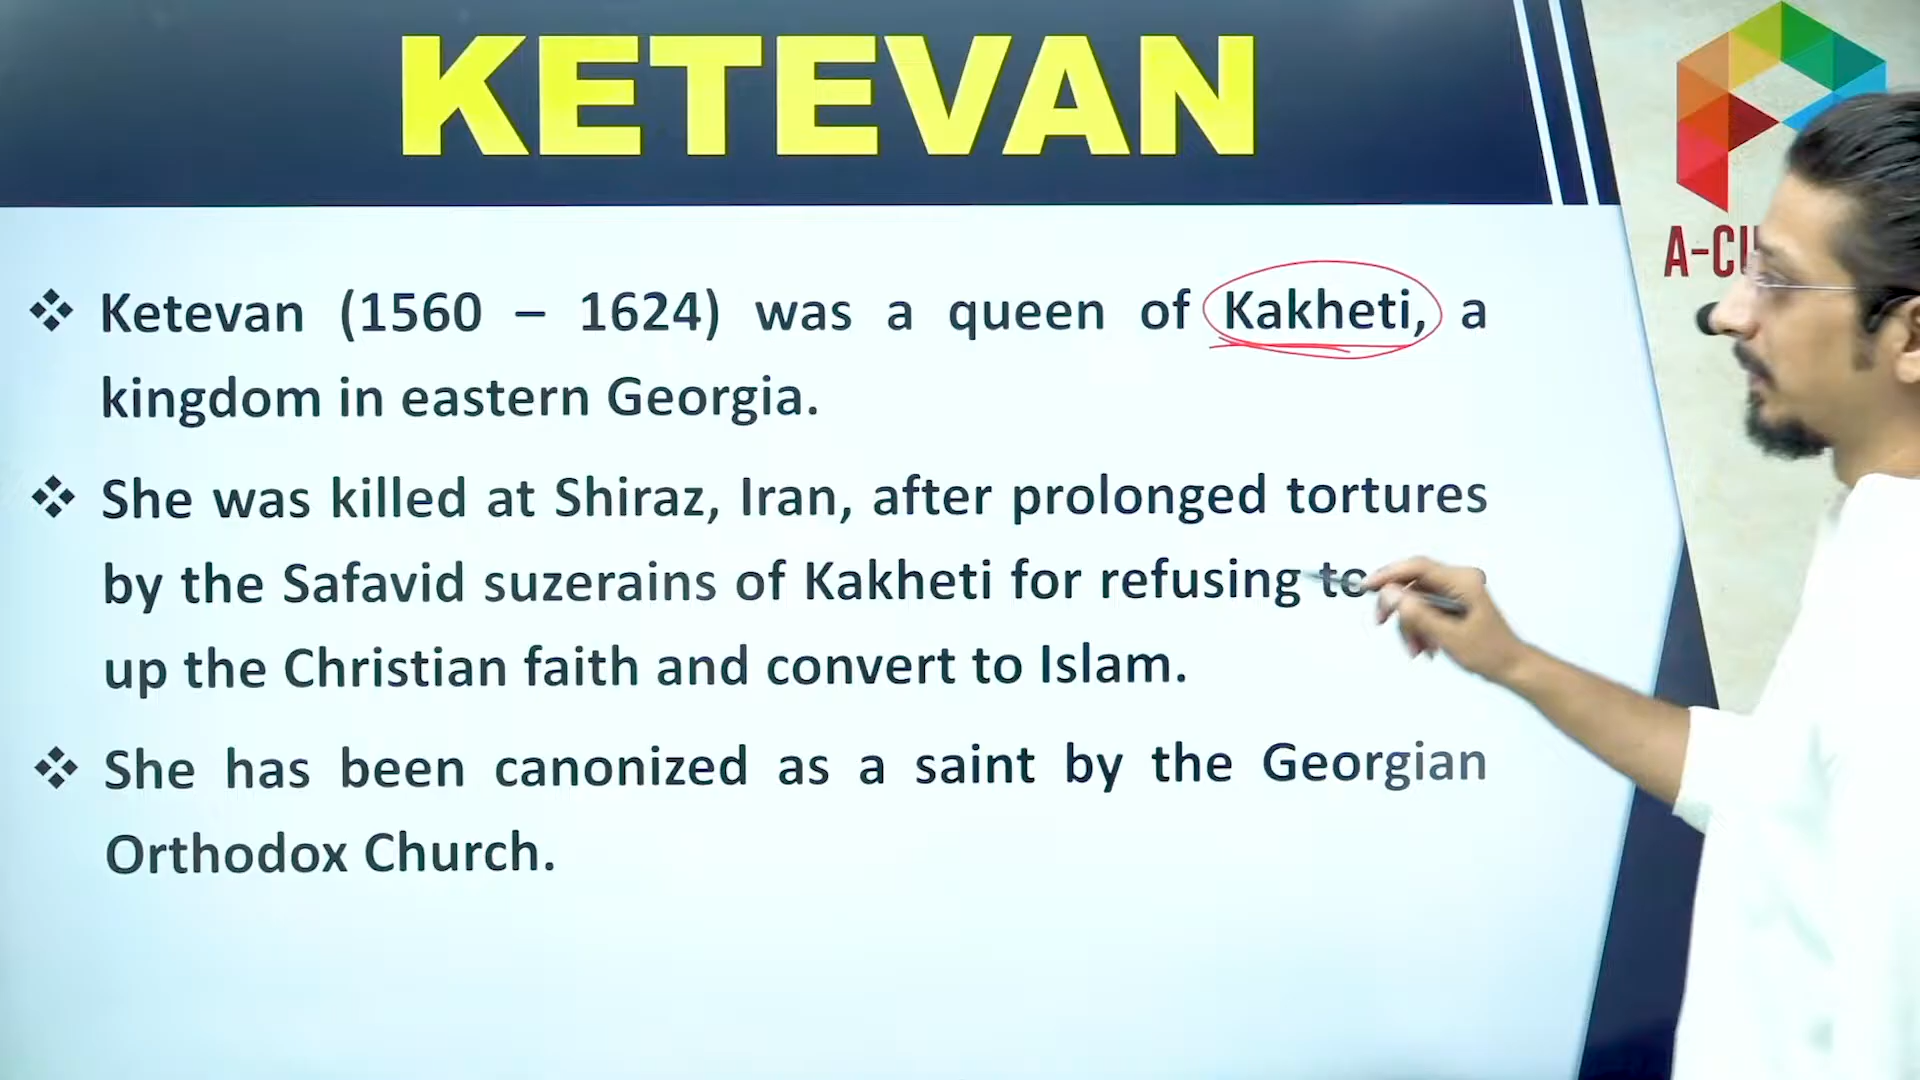 KETEVAN
A-CU
❖ Ketevan (1560 – 1624) was a queen of Kakheti, a
kingdom in eastern Georgia.
❖ She was killed at Shiraz, Iran, after prolonged tortures
by the Safavid suzerains of Kakheti for refusing to
up the Christian faith and convert to Islam.
❖ She has been canonized as a saint by the Georgian
Orthodox Church.